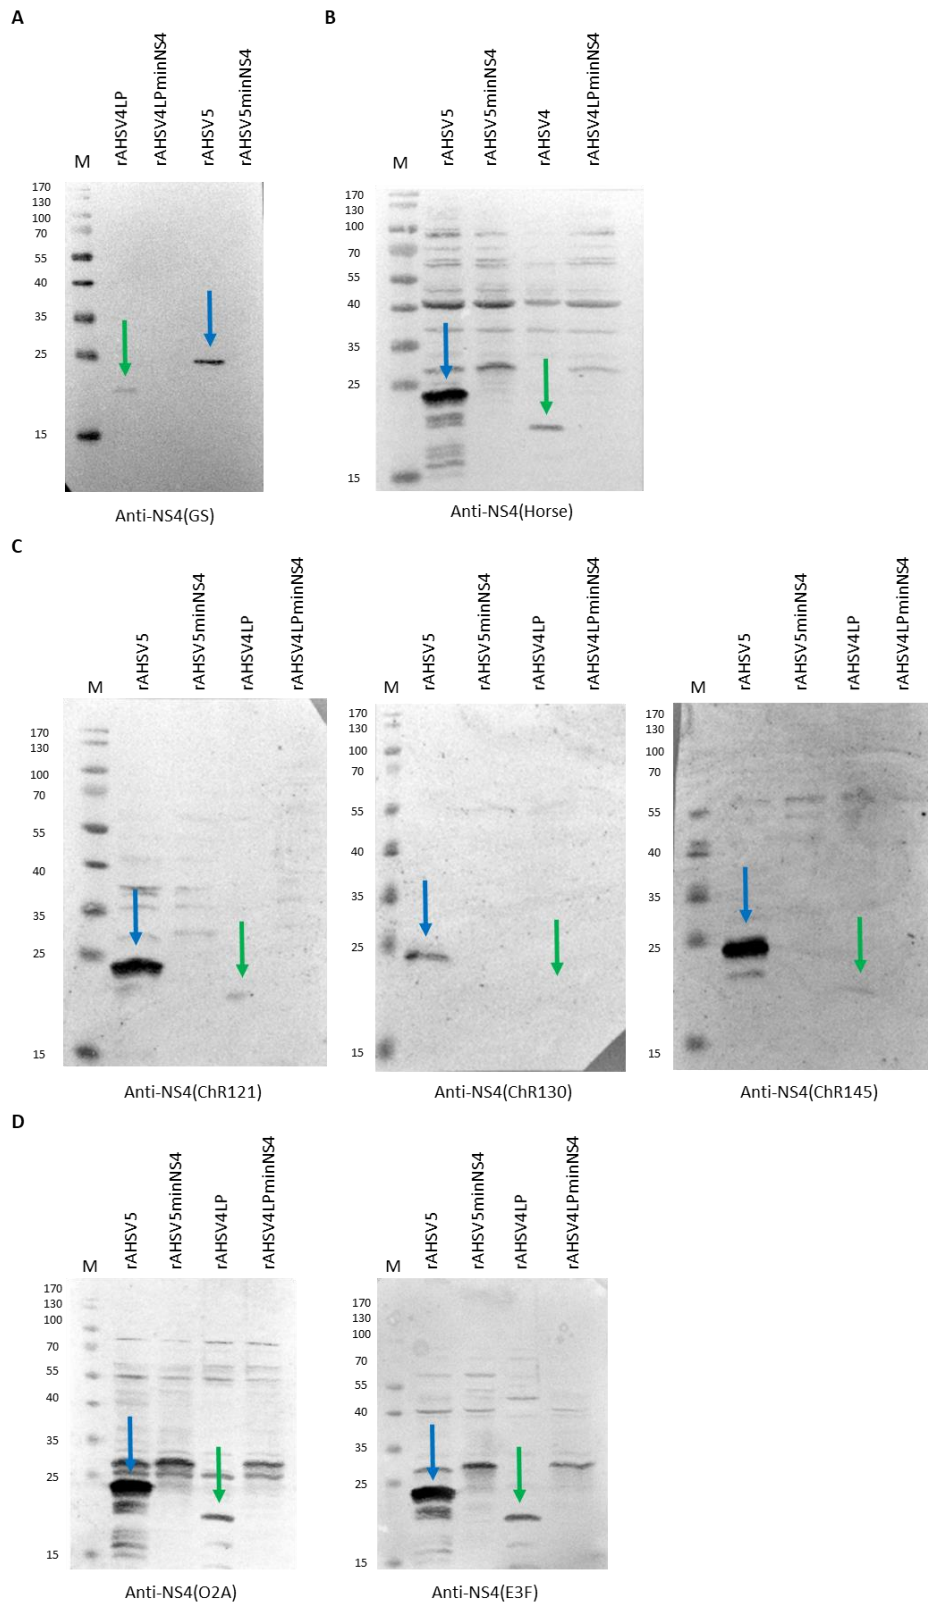 A
M
rAHSV4LP
rAHSV4LPminNS4
rAHSV5
rAHSV5minNS4
170
130
100
70
55
40
35
25
15
Anti-NS4(GS)
B
M
rAHSV5
rAHSV5minNS4
rAHSV4
rAHSV4LPminNS4
170
130
100
70
55
40
35
25
15
Anti-NS4(Horse)
C
M
rAHSV5
rAHSV5minNS4
rAHSV4LP
rAHSV4LPminNS4
170
130
100
70
55
40
35
25
15
Anti-NS4(ChR121)
M
rAHSV5
rAHSV5minNS4
rAHSV4LP
rAHSV4LPminNS4
170
130
100
70
55
40
35
25
15
Anti-NS4(ChR130)
M
rAHSV5
rAHSV5minNS4
rAHSV4LP
rAHSV4LPminNS4
170
130
100
70
55
40
35
25
15
Anti-NS4(ChR145)
D
M
rAHSV5
rAHSV5minNS4
rAHSV4LP
rAHSV4LPminNS4
170
130
100
70
55
40
35
25
15
Anti-NS4(O2A)
M
rAHSV5
rAHSV5minNS4
rAHSV4LP
rAHSV4LPminNS4
170
130
100
70
55
40
35
25
15
Anti-NS4(E3F)